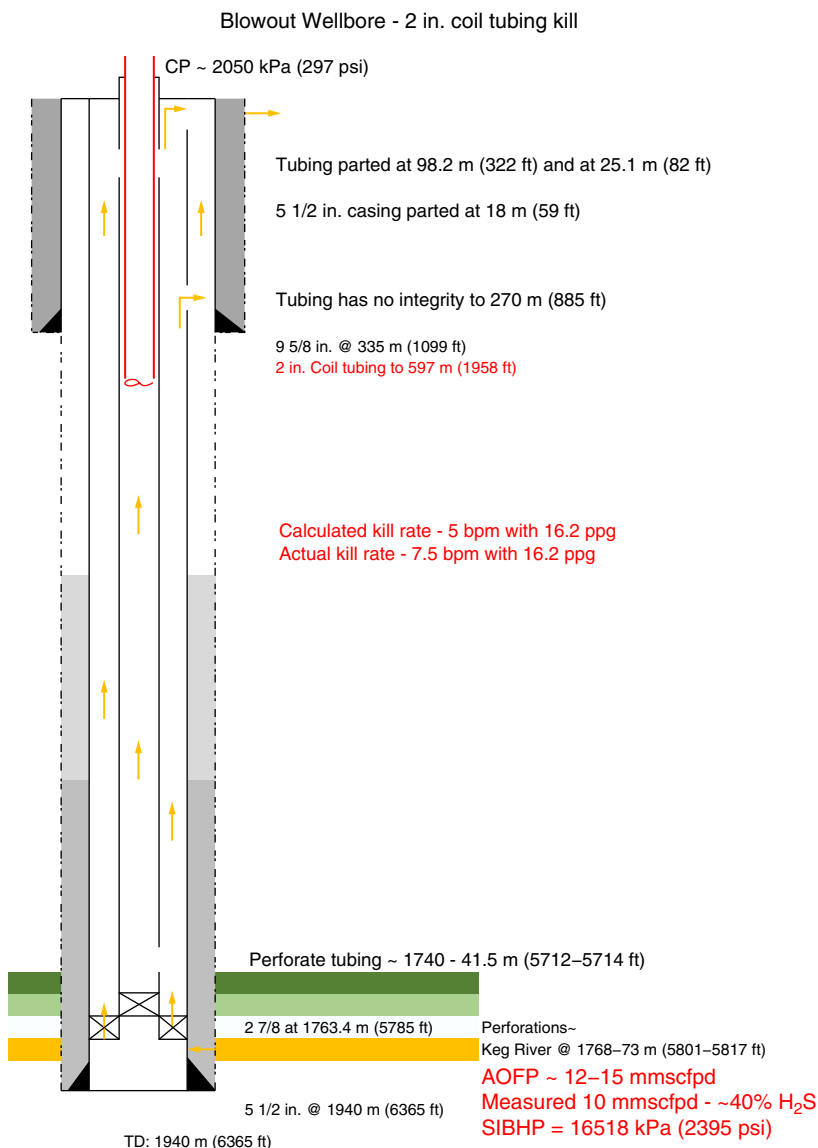 Blowout Wellbore - 2 in. coil tubing kill
CP ~ 2050 kPa (297 psi)
Tubing parted at 98.2 m (322 ft) and at 25.1 m (82 ft)
5 1/2 in. casing parted at 18 m (59 ft)
Tubing has no integrity to 270 m (885 ft)
9 5/8 in. @ 335 m (1099 ft)
2 in. Coil tubing to 597 m (1958 ft)
Calculated kill rate - 5 bpm with 16.2 ppg
Actual kill rate - 7.5 bpm with 16.2 ppg
Perforate tubing ~ 1740 - 41.5 m (5712–5714 ft)
2 7/8 at 1763.4 m (5785 ft)
Perforations~
Keg River @ 1768–73 m (5801–5817 ft)
AOFP ~ 12–15 mmscfpd
Measured 10 mmscfpd - ~40% H₂S
SIBHP = 16518 kPa (2395 psi)
5 1/2 in. @ 1940 m (6365 ft)
TD: 1940 m (6365 ft)